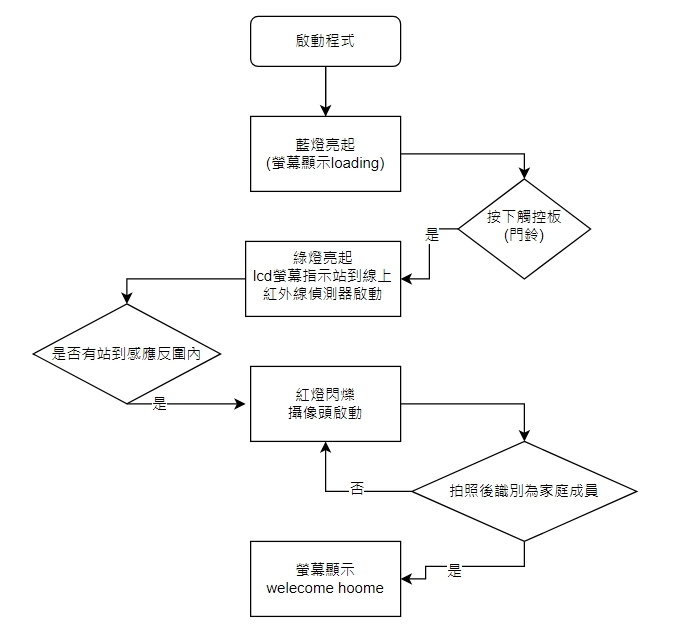 啟動程式
藍燈亮起
(螢幕顯示loading)
按下觸控板
(門鈴)
是
綠燈亮起
lcd螢幕指示站到線上
紅外線偵測器啟動
是否有站到感應反圍內
是
紅燈閃爍
攝像頭啟動
拍照後識別為家庭成員
否
是
螢幕顯示
welecome hoome